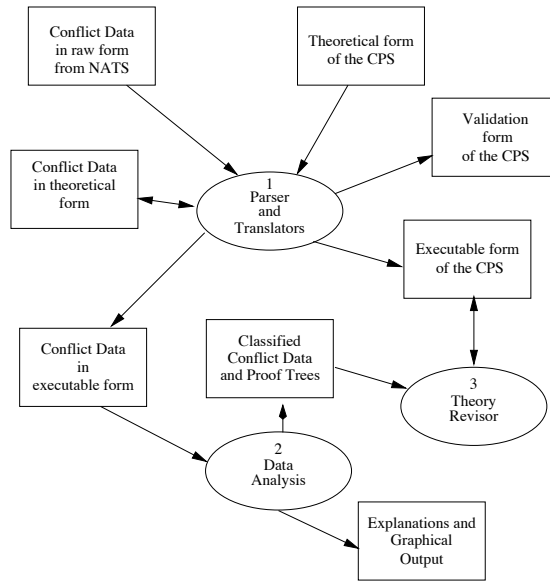 Conflict Data
in raw form
from NATS
Theoretical form
of the CPS
Validation
form
of the CPS
Conflict Data
in theoretical
form
1
Parser
and
Translators
Executable form
of the CPS
Conflict Data
in
executable form
Classified
Conflict Data
and Proof Trees
3
Theory
Revisor
2
Data
Analysis
Explanations and
Graphical
Output